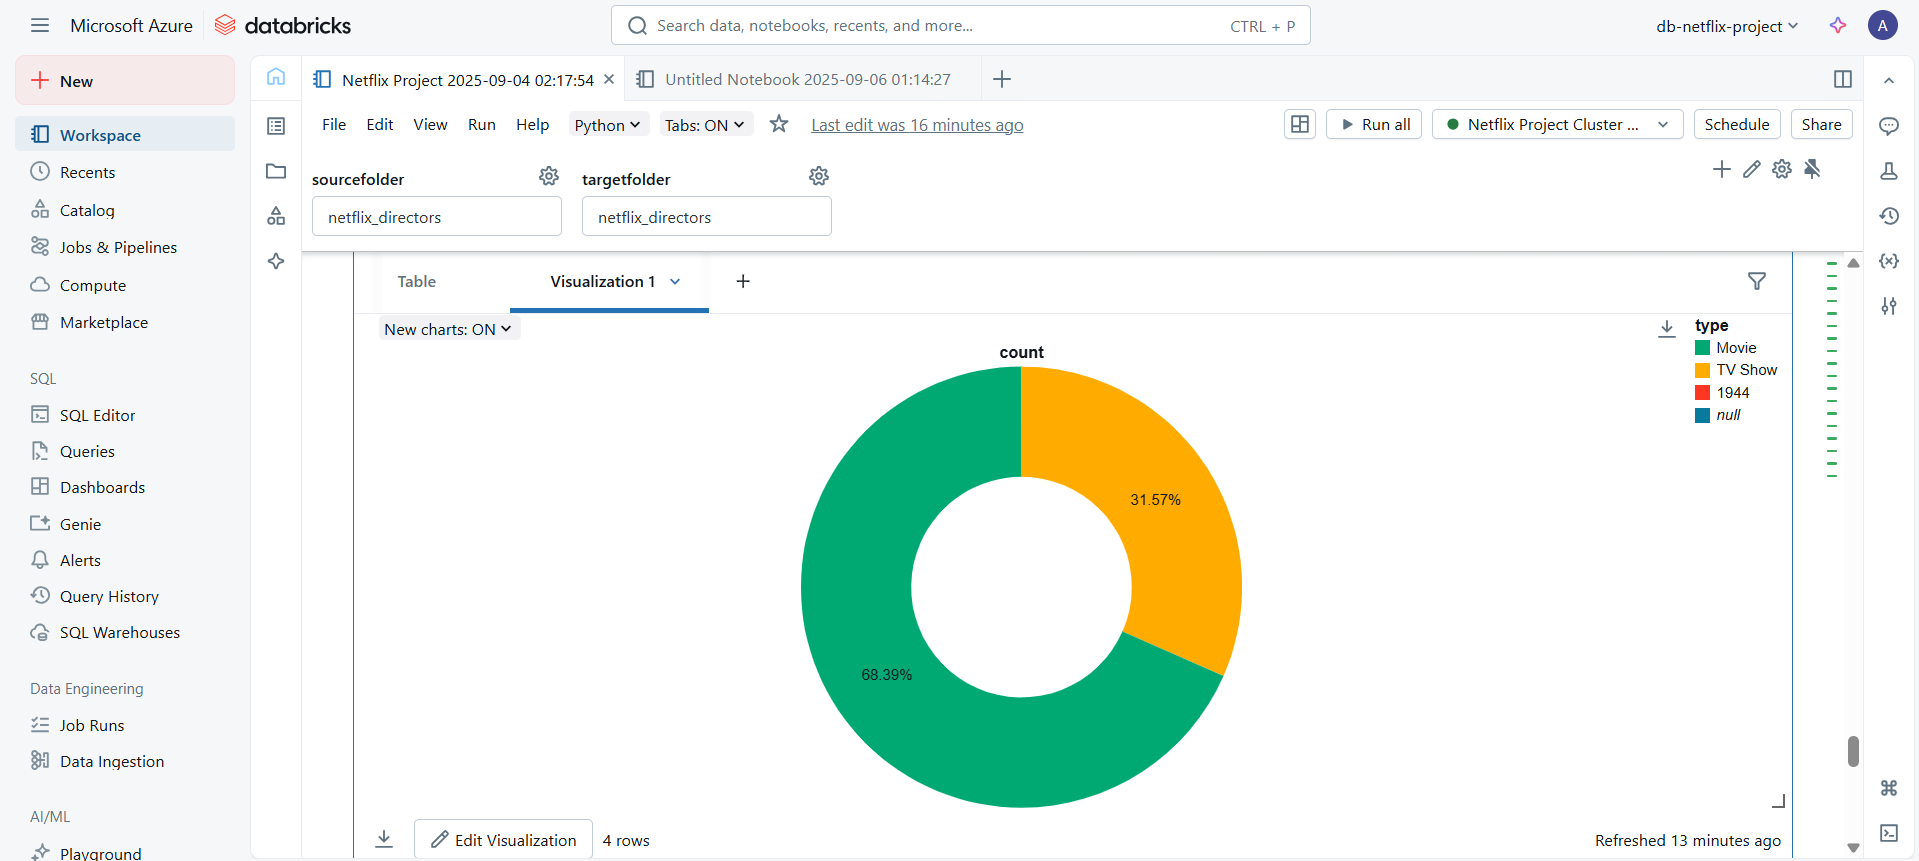 Microsoft Azure
databricks
Search data, notebooks, recents, and more...
CTRL + P
db-netflix-project
A
New
Workspace
Recents
Catalog
Jobs & Pipelines
Compute
Marketplace
SQL
SQL Editor
Queries
Dashboards
Genie
Alerts
Query History
SQL Warehouses
Data Engineering
Job Runs
Data Ingestion
AI/ML
Playground
Netflix Project 2025-09-04 02:17:54
Untitled Notebook 2025-09-06 01:14:27
File Edit View Run Help Python Tabs: ON Last edit was 16 minutes ago
Run all
Netflix Project Cluster ...
Schedule
Share
sourcefolder
netflix_directors
targetfolder
netflix_directors
Table
Visualization 1
New charts: ON
count
31.57%
68.39%
type
Movie
TV Show
1944
null
Edit Visualization
4 rows
Refreshed 13 minutes ago